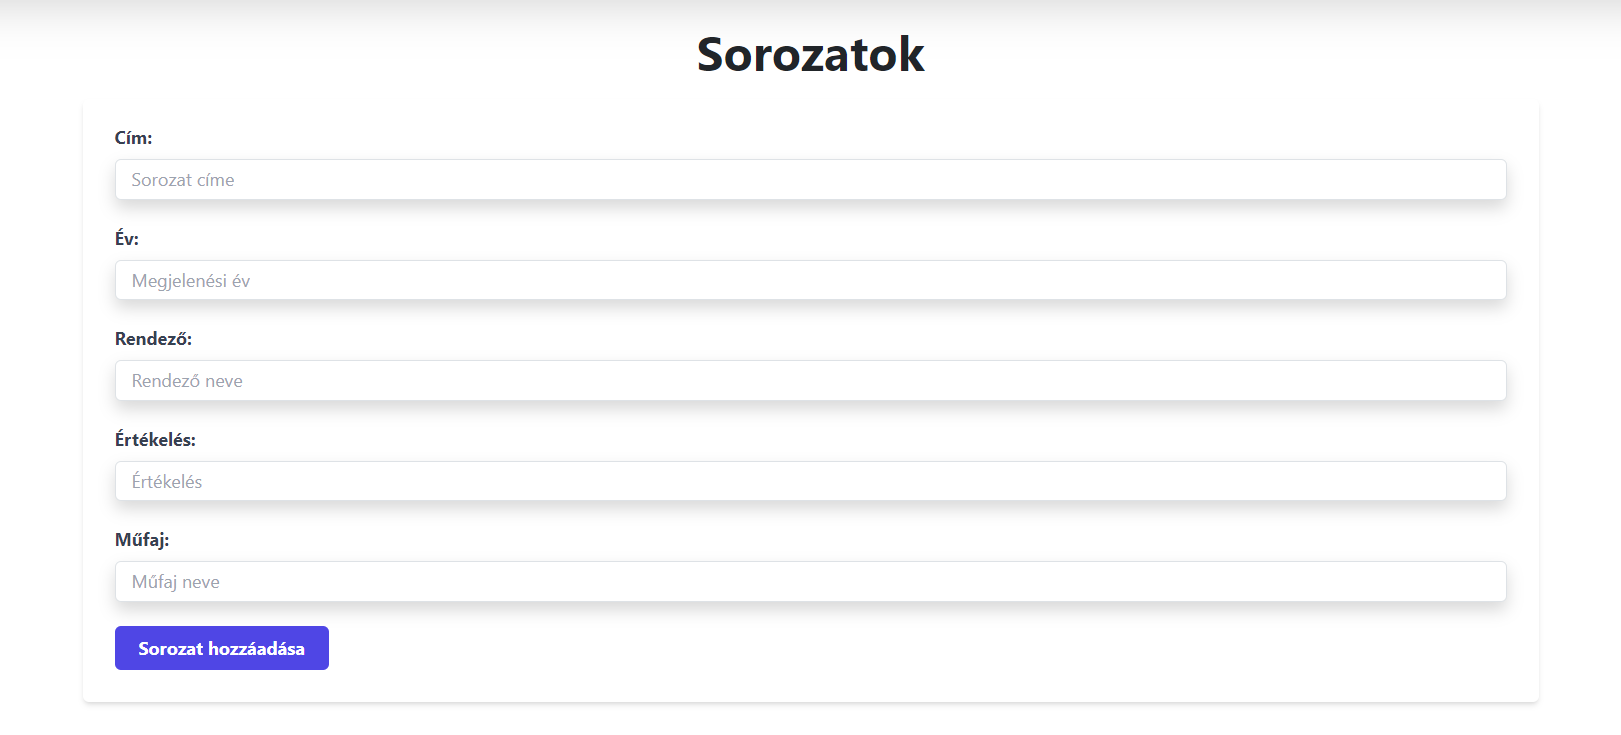 Sorozatok
Cím:
Sorozat címe
Év:
Megjelenési év
Rendező:
Rendező neve
Értékelés:
Értékelés
Műfaj:
Műfaj neve
Sorozat hozzáadása